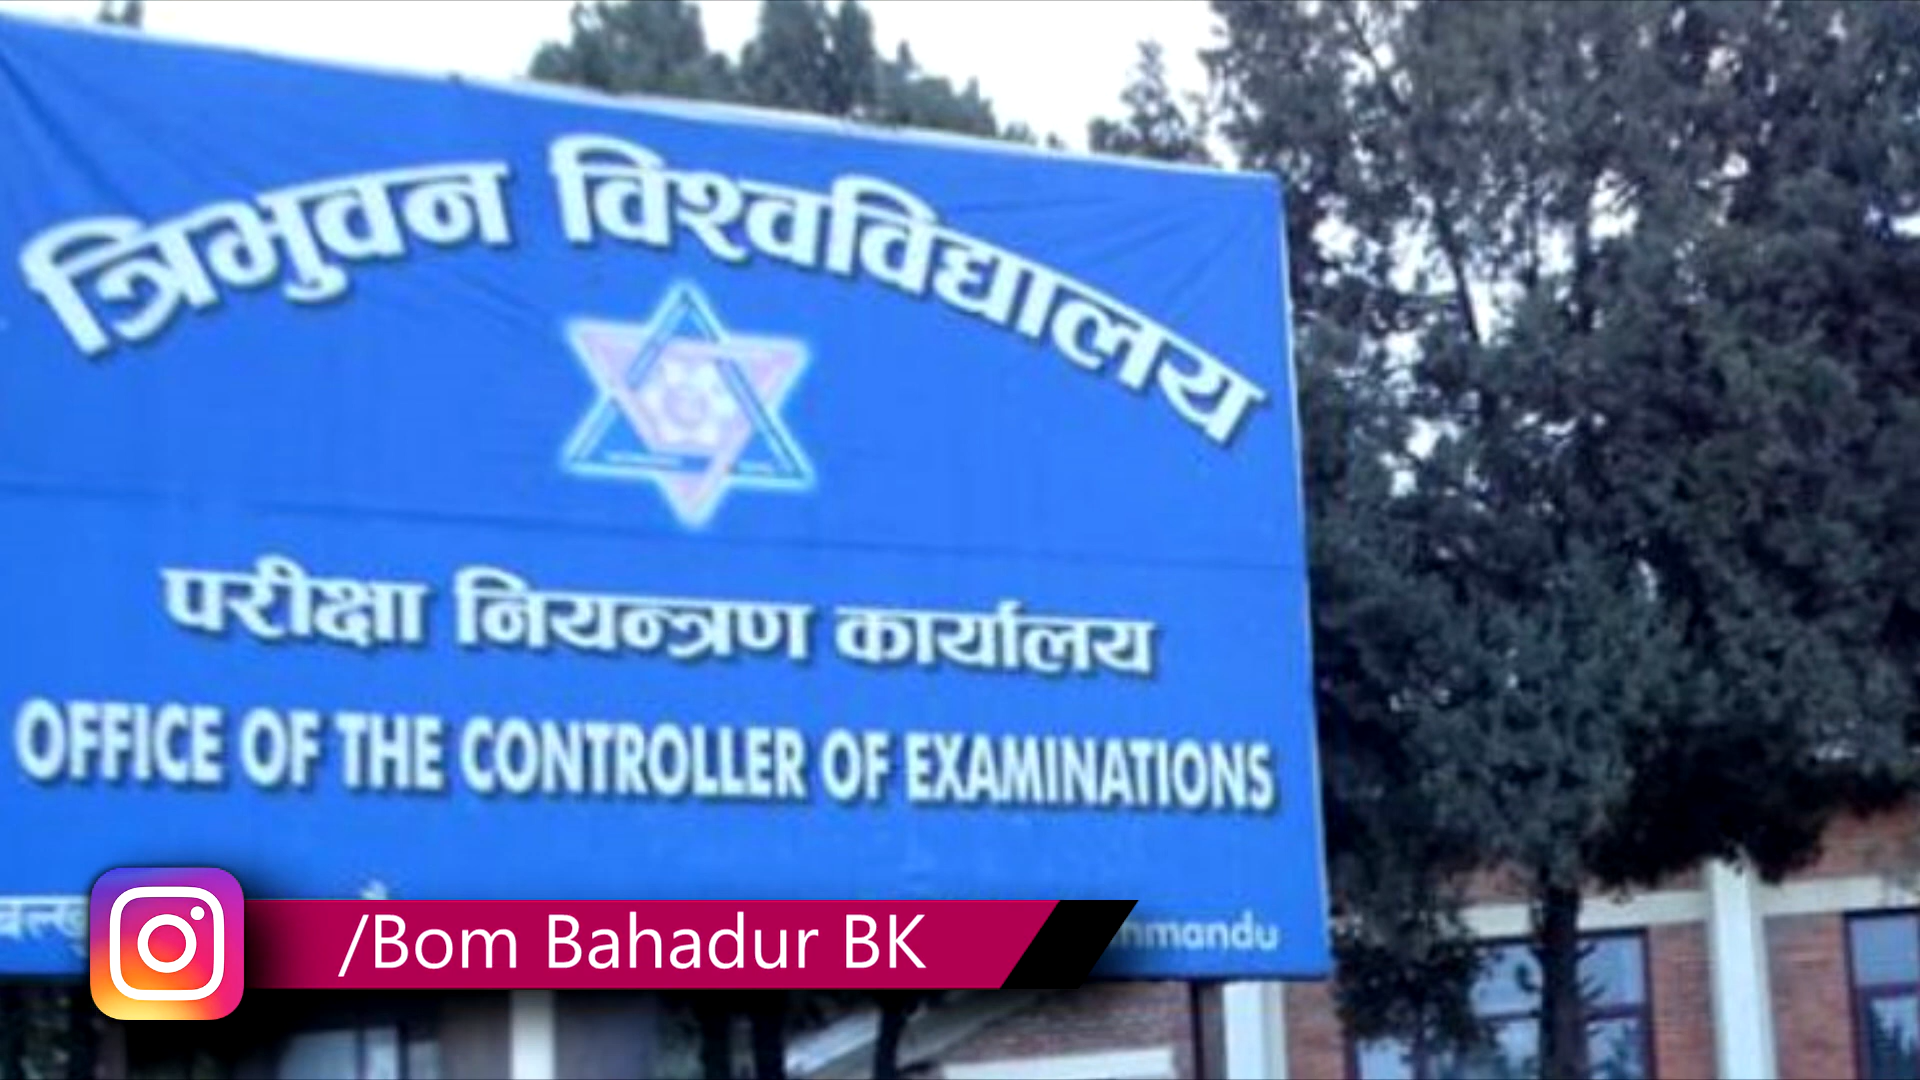 त्रिभुवन विश्वविद्यालय
परीक्षा नियन्त्रण कार्यालय
OFFICE OF THE CONTROLLER OF EXAMINATIONS
/Bom Bahadur BK